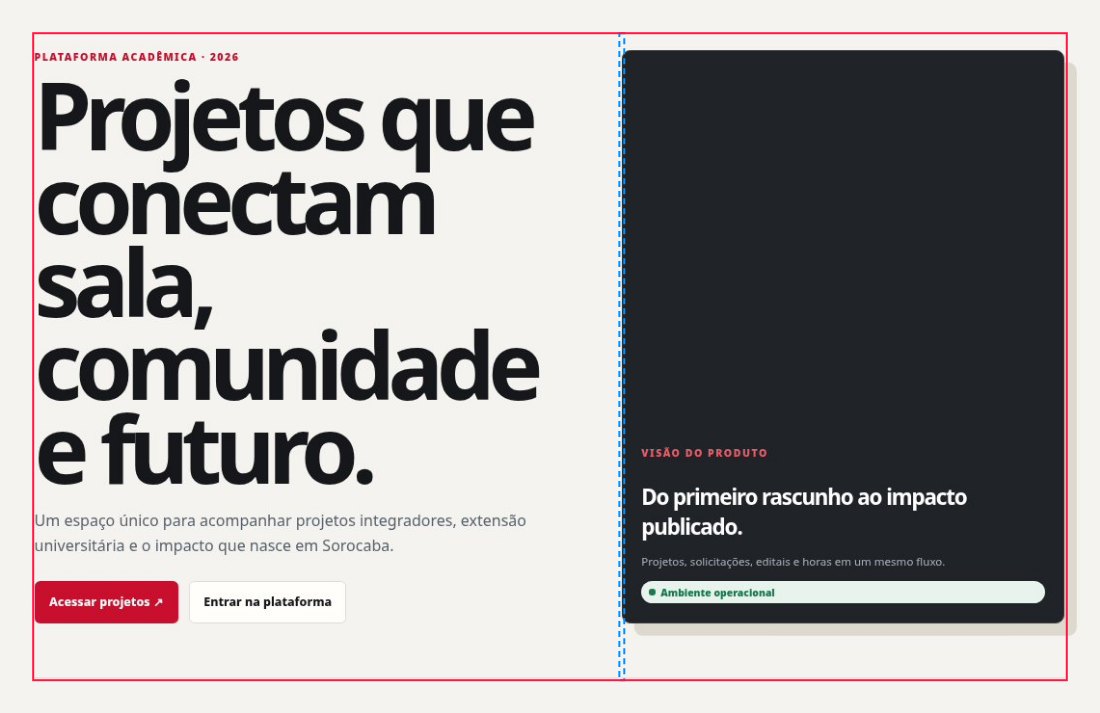 PLATAFORMA ACADÊMICA · 2026
Projetos que
conectam
sala,
comunidade
e futuro.
Um espaço único para acompanhar projetos integradores, extensão
universitária e o impacto que nasce em Sorocaba.
Acessar projetos ↗
Entrar na plataforma
VISÃO DO PRODUTO
Do primeiro rascunho ao impacto
publicado.
Projetos, solicitações, editais e horas em um mesmo fluxo.
Ambiente operacional